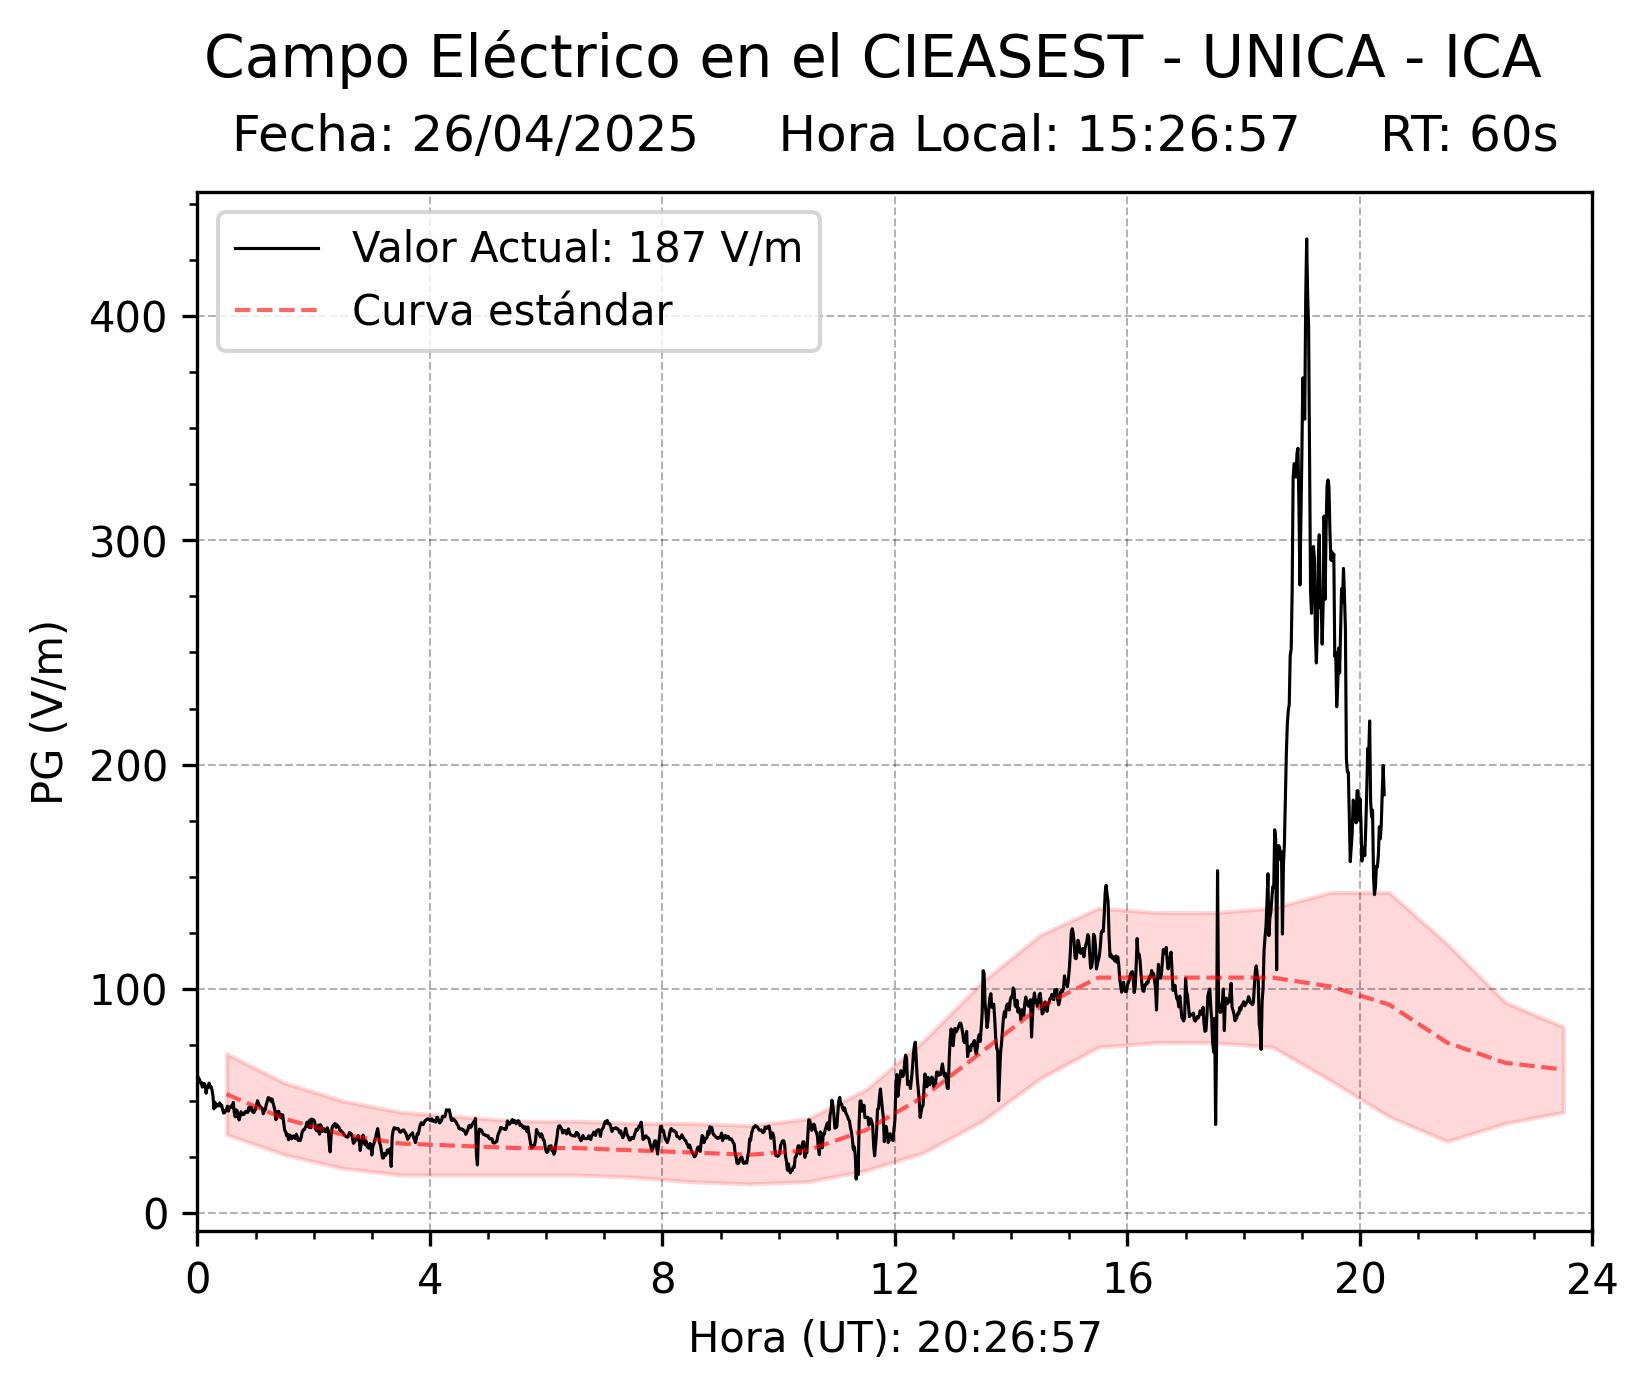 Campo Eléctrico en el CIEASEST - UNICA - ICA
Fecha: 26/04/2025 Hora Local: 15:26:57 RT: 60s
Valor Actual: 187 V/m
Curva estándar
PG (V/m)
400
300
200
100
0
0 4 8 12 16 20 24
Hora (UT): 20:26:57